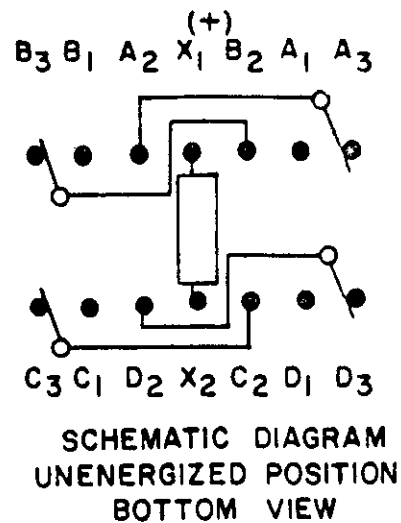 (+)
B3 B1 A2 X1 B2 A1 A3
C3 C1 D2 X2 C2 D1 D3
SCHEMATIC DIAGRAM
UNENERGIZED POSITION
BOTTOM VIEW